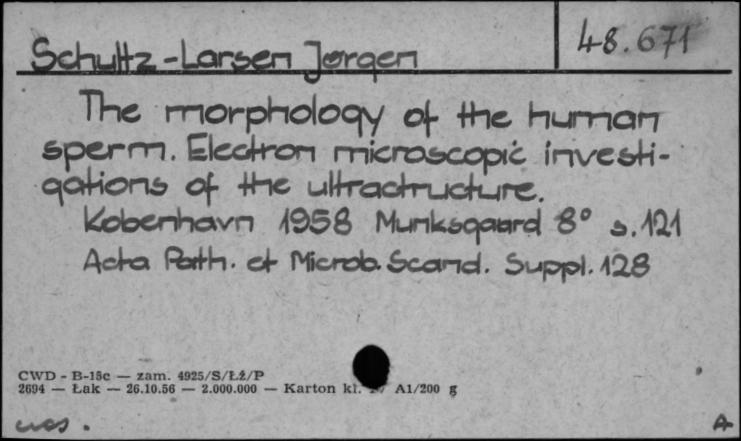 48.671
Schultz-Larsen Jørgen
The morphology of the human
sperm. Electron microscopic investi-
gations of the ultractructure.
Kobenhavn 1958 Munksgaard 8° s.121
Acta Path. et Microb. Scand. Suppl. 128
CWD - B-15c — zam. 4925/S/Łż/P
2694 — Łak — 26.10.56 — 2.000.000 — Karton kl. A1/200 g
A